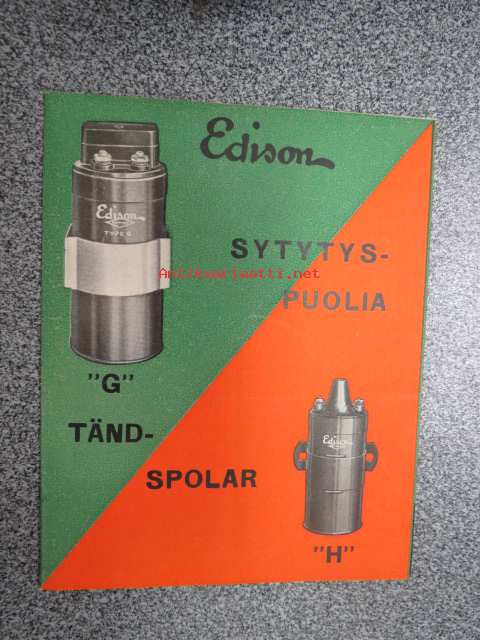 Edison
Edison
TYPE G
SYTYTYS-
PUOLIA
Antikvariaatti.net
"G"
TÄND-
SPOLAR
Edison
"H"